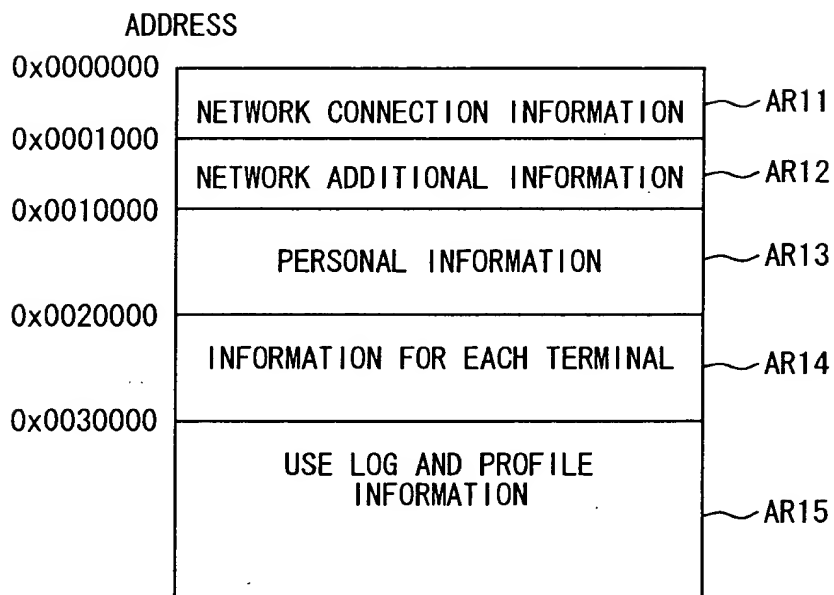 ADDRESS
0x0000000
NETWORK CONNECTION INFORMATION
AR11
0x0001000
NETWORK ADDITIONAL INFORMATION
AR12
0x0010000
PERSONAL INFORMATION
AR13
0x0020000
INFORMATION FOR EACH TERMINAL
AR14
0x0030000
USE LOG AND PROFILE
INFORMATION
AR15